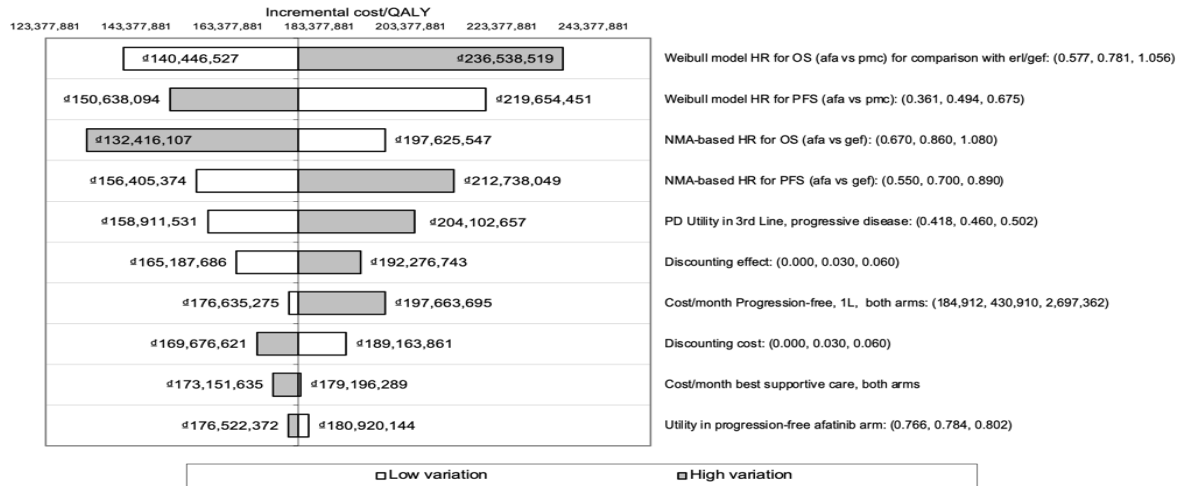 Incremental cost/QALY
123,377,881 143,377,881 163,377,881 183,377,881 203,377,881 223,377,881 243,377,881
₫140,446,527 ₫236,538,519 Weibull model HR for OS (afa vs pmc) for comparison with erl/gef: (0.577, 0.781, 1.056)
₫150,638,094 ₫219,654,451 Weibull model HR for PFS (afa vs pmc): (0.361, 0.494, 0.675)
₫132,416,107 ₫197,625,547 NMA-based HR for OS (afa vs gef): (0.670, 0.860, 1.080)
₫156,405,374 ₫212,738,049 NMA-based HR for PFS (afa vs gef): (0.550, 0.700, 0.890)
₫158,911,531 ₫204,102,657 PD Utility in 3rd Line, progressive disease: (0.418, 0.460, 0.502)
₫165,187,686 ₫192,276,743 Discounting effect: (0.000, 0.030, 0.060)
₫176,635,275 ₫197,663,695 Cost/month Progression-free, 1L, both arms: (184,912, 430,910, 2,697,362)
₫169,676,621 ₫189,163,861 Discounting cost: (0.000, 0.030, 0.060)
₫173,151,635 ₫179,196,289 Cost/month best supportive care, both arms
₫176,522,372 ₫180,920,144 Utility in progression-free afatinib arm: (0.766, 0.784, 0.802)
Low variation High variation